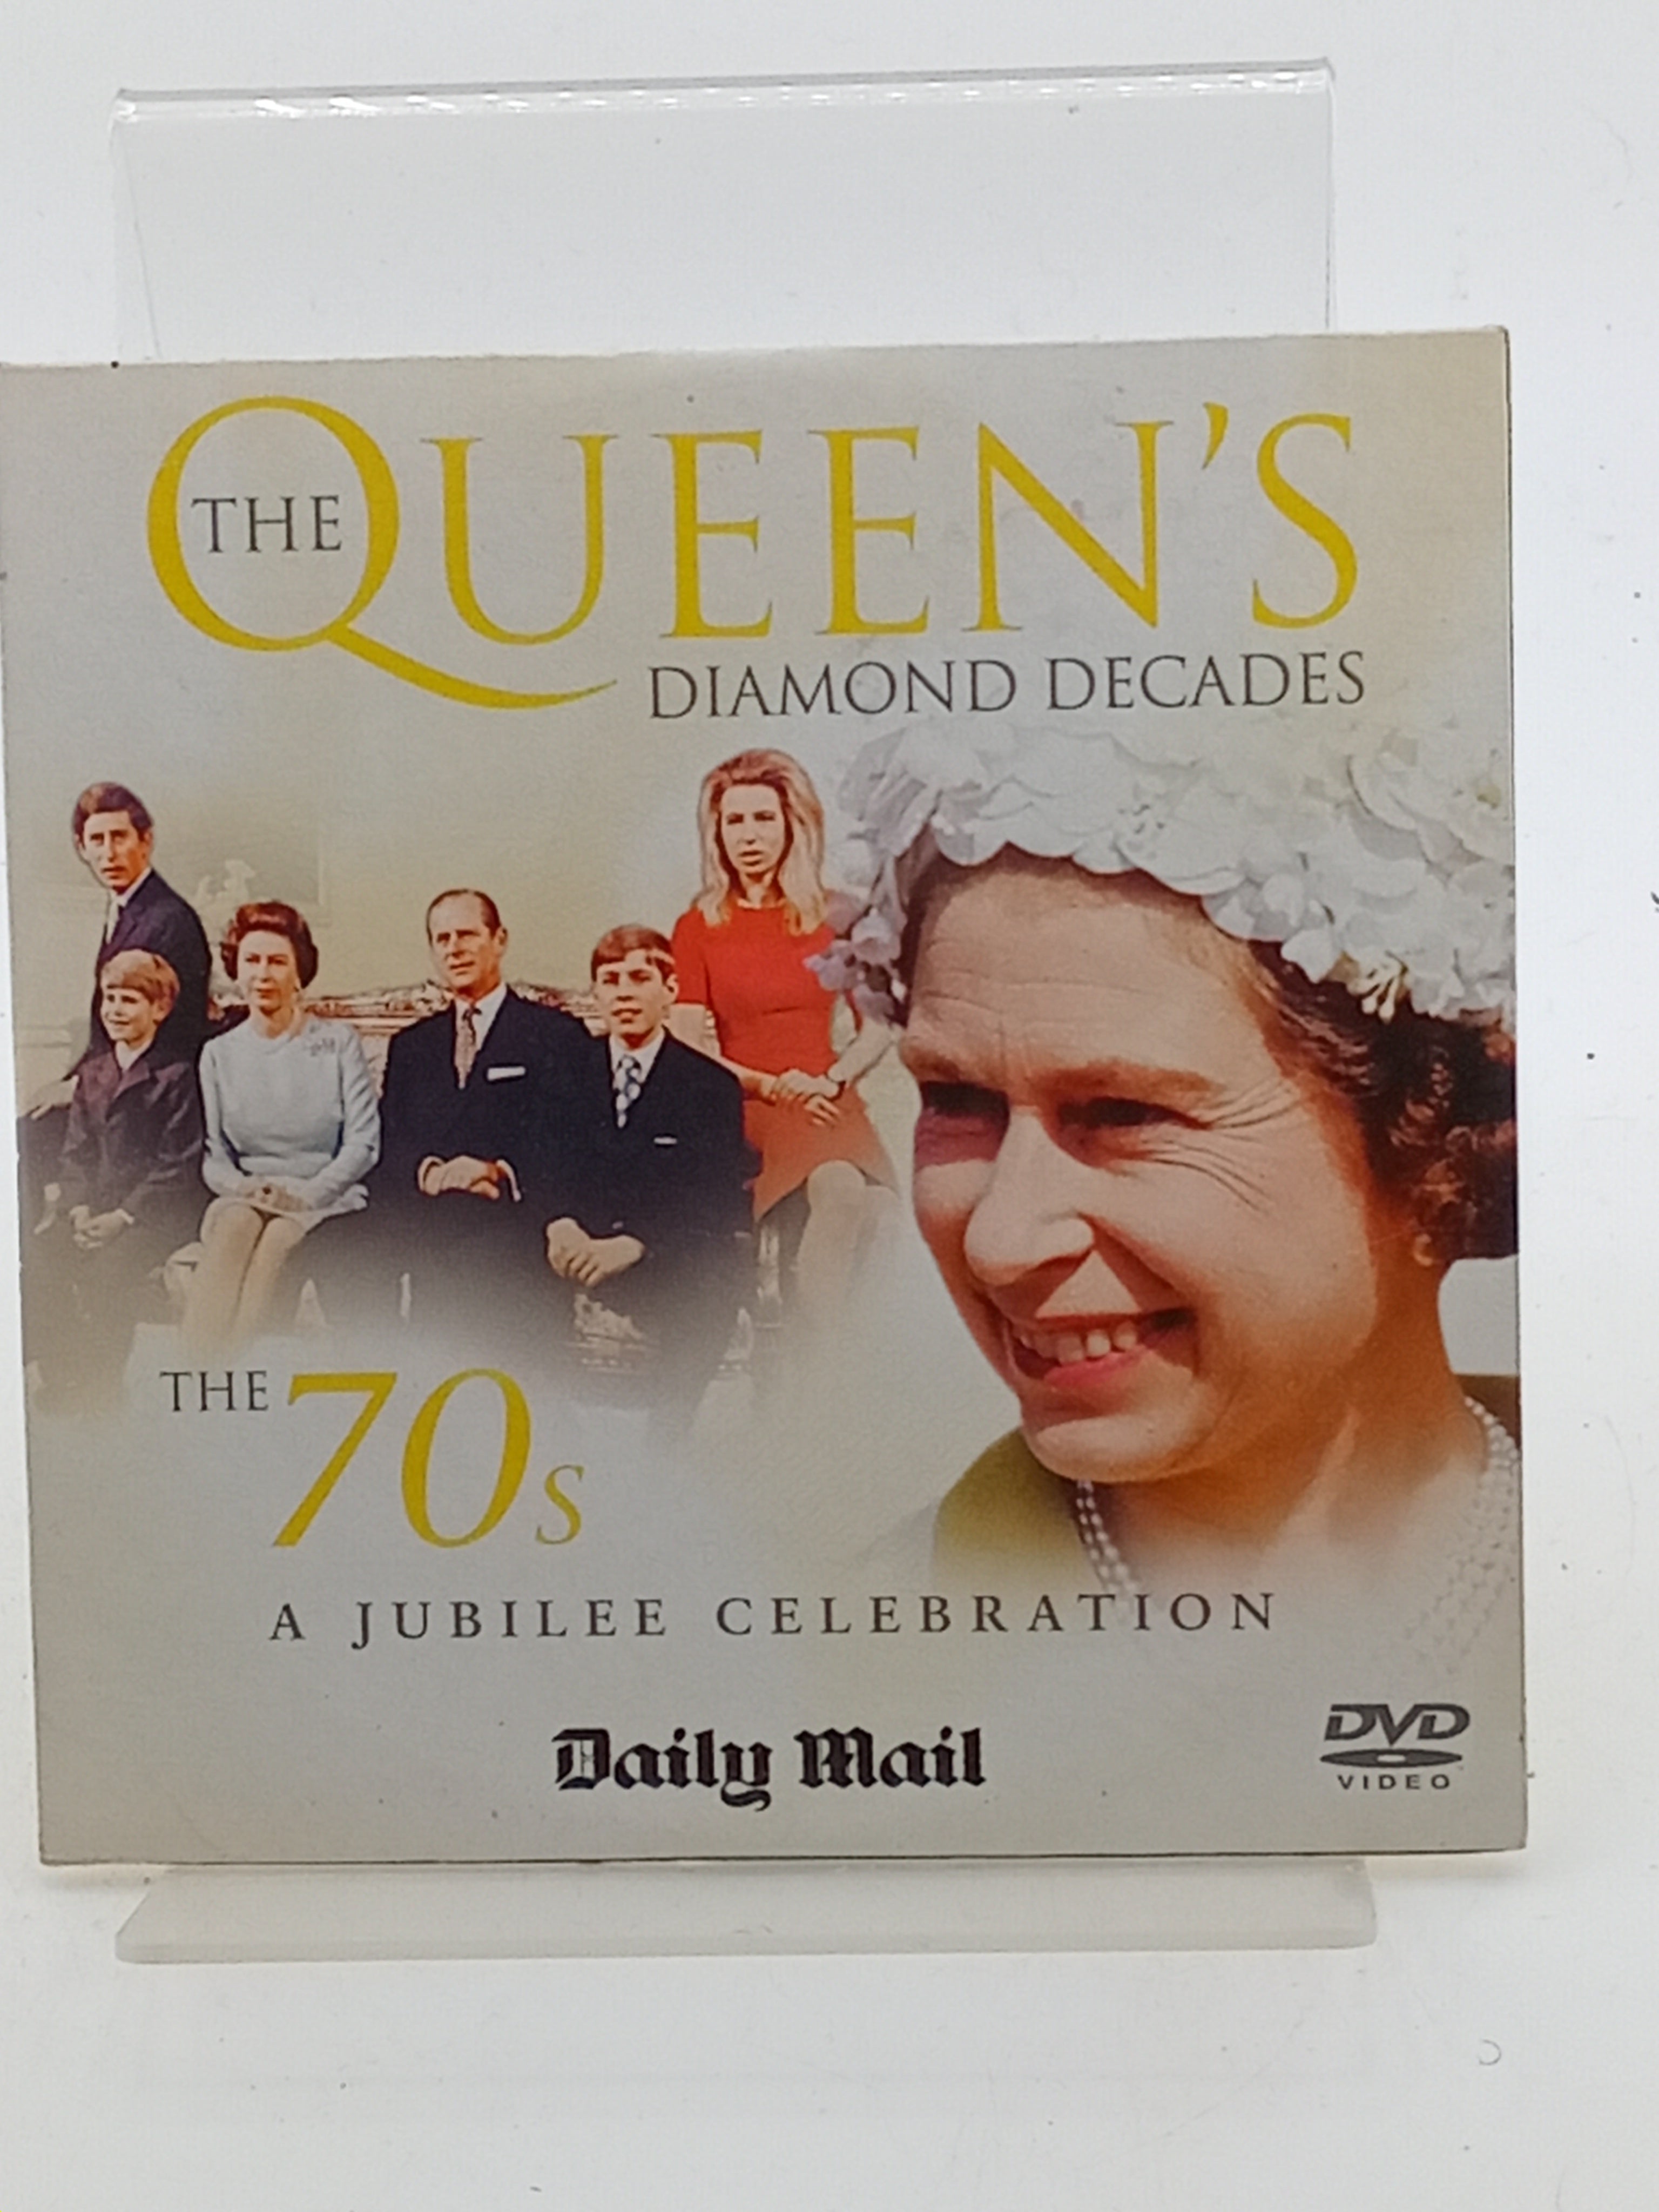 THE QUEEN'S
DIAMOND DECADES
THE 70s
A JUBILEE CELEBRATION
Daily Mail
DVD
VIDEO